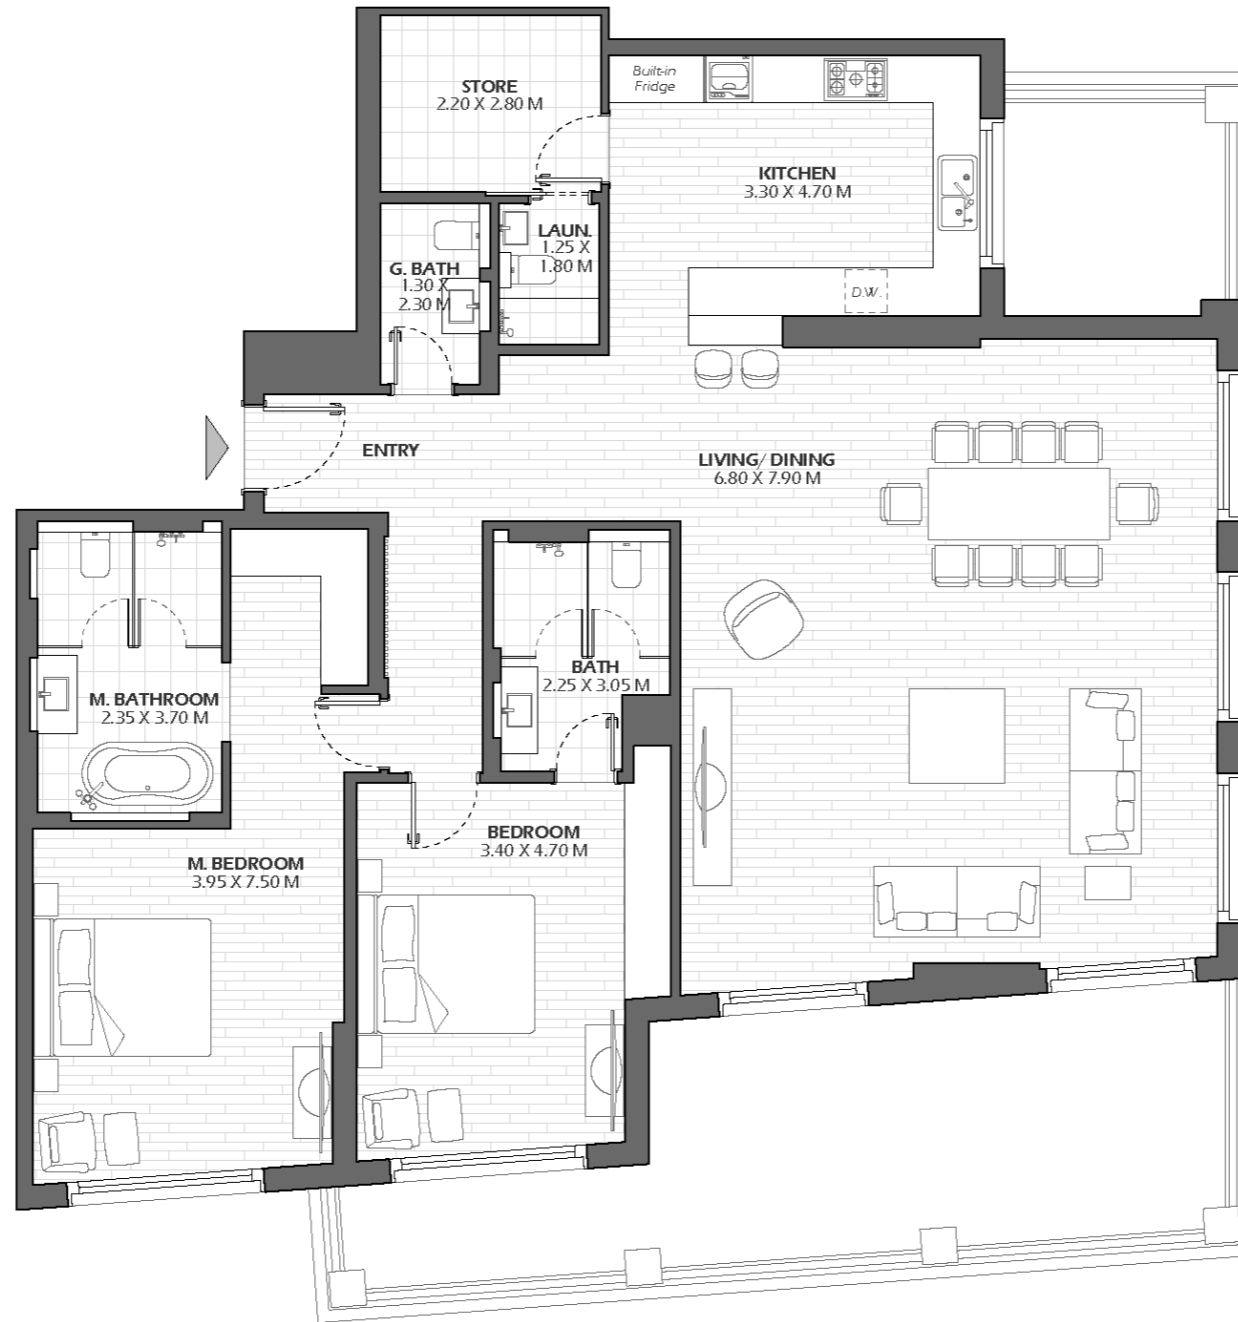 STORE
2.20 X 2.80 M
Built-in
Fridge
KITCHEN
3.30 X 4.70 M
LAUN.
1.25 X
1.80 M
G. BATH
1.30 X
2.30 M
D.W.
ENTRY
LIVING/ DINING
6.80 X 7.90 M
BATH
2.25 X 3.05 M
M. BATHROOM
2.35 X 3.70 M
BEDROOM
3.40 X 4.70 M
M. BEDROOM
3.95 X 7.50 M